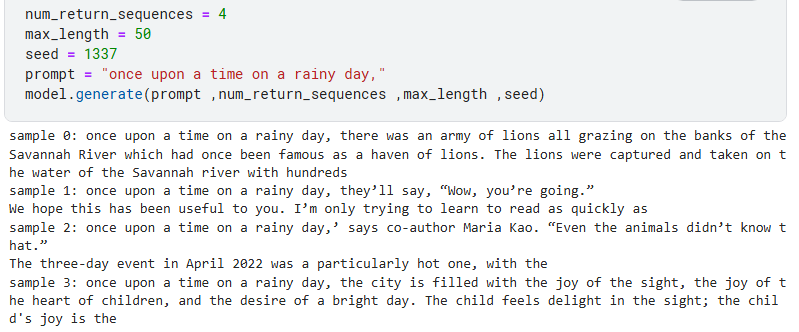 num_return_sequences = 4
max_length = 50
seed = 1337
prompt = "once upon a time on a rainy day,"
model.generate(prompt ,num_return_sequences ,max_length ,seed)
sample 0: once upon a time on a rainy day, there was an army of lions all grazing on the banks of the
Savannah River which had once been famous as a haven of lions. The lions were captured and taken on t
he water of the Savannah river with hundreds
sample 1: once upon a time on a rainy day, they’ll say, “Wow, you’re going.”
We hope this has been useful to you. I’m only trying to learn to read as quickly as
sample 2: once upon a time on a rainy day,’ says co-author Maria Kao. “Even the animals didn’t know t
hat.”
The three-day event in April 2022 was a particularly hot one, with the
sample 3: once upon a time on a rainy day, the city is filled with the joy of the sight, the joy of t
he heart of children, and the desire of a bright day. The child feels delight in the sight; the chil
d's joy is the